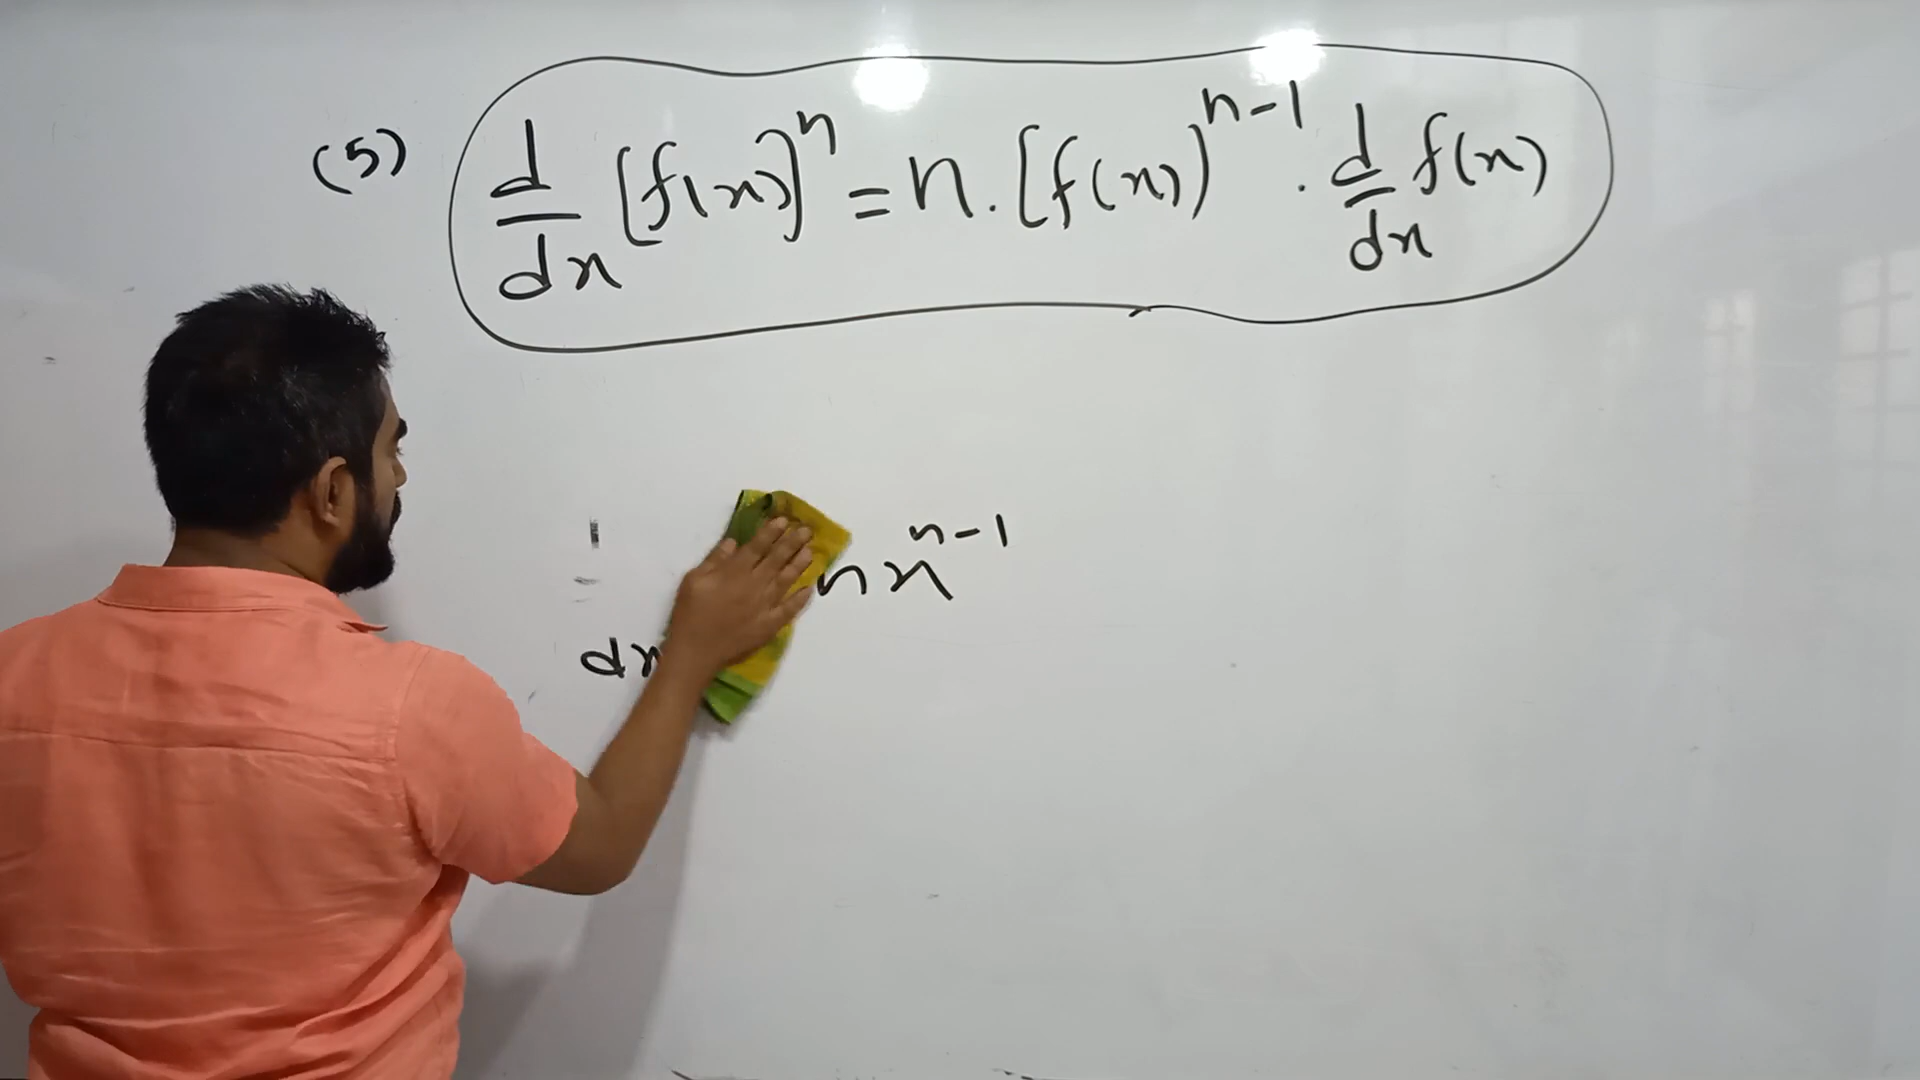 (5) d/dx [f(x)]^n = n . [f(x)]^n-1 . d/dx f(x)
nx^n-1
dx